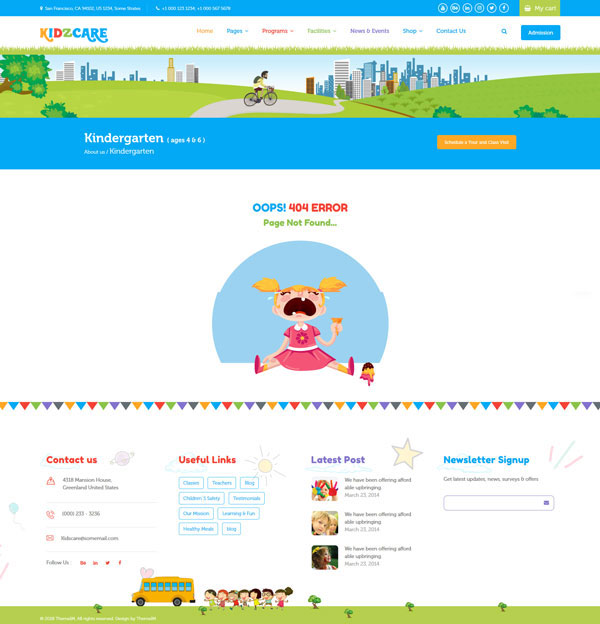 San Francisco, CA 94102, US 1234, Some Strates
+1 000 223 1234, +1 000 567 5678
My cart
KIDZCARE
Home
Pages
Programs
Facilities
News & Events
Shop
Contact Us
Admission
Kindergarten ( ages 4 & 6 )
About us / Kindergarten
Schedule a Tour and Class Visit
OOPS! 404 ERROR
Page Not Found...
Contact us
4318 Mansion House,
Greenland United States
(000) 233 - 3236
Kidscare@somemail.com
Follow Us
Useful Links
Classes
Teachers
Blog
Children'S Safety
Testimonials
Our Mission
Learning & Fun
Healthy Meals
blog
Latest Post
We have been offering afford
able upbringing
March 23, 2014
We have been offering afford
able upbringing
March 23, 2014
We have been offering afford
able upbringing
March 23, 2014
Newsletter Signup
Get latest updates, news, surveys & offers
All rights reserved. Design by